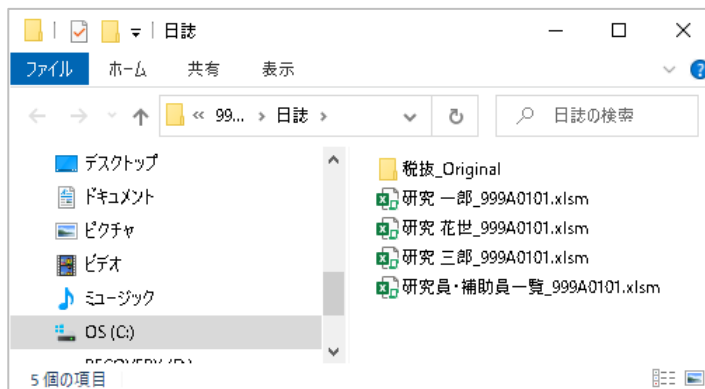 日誌
ファイル ホーム 共有 表示
« 99... › 日誌 › 日誌の検索
デスクトップ
ドキュメント
ピクチャ
ビデオ
ミュージック
OS (C:)
税抜_Original
研究 一郎_999A0101.xlsm
研究 花世_999A0101.xlsm
研究 三郎_999A0101.xlsm
研究員・補助員一覧_999A0101.xlsm
5 個の項目